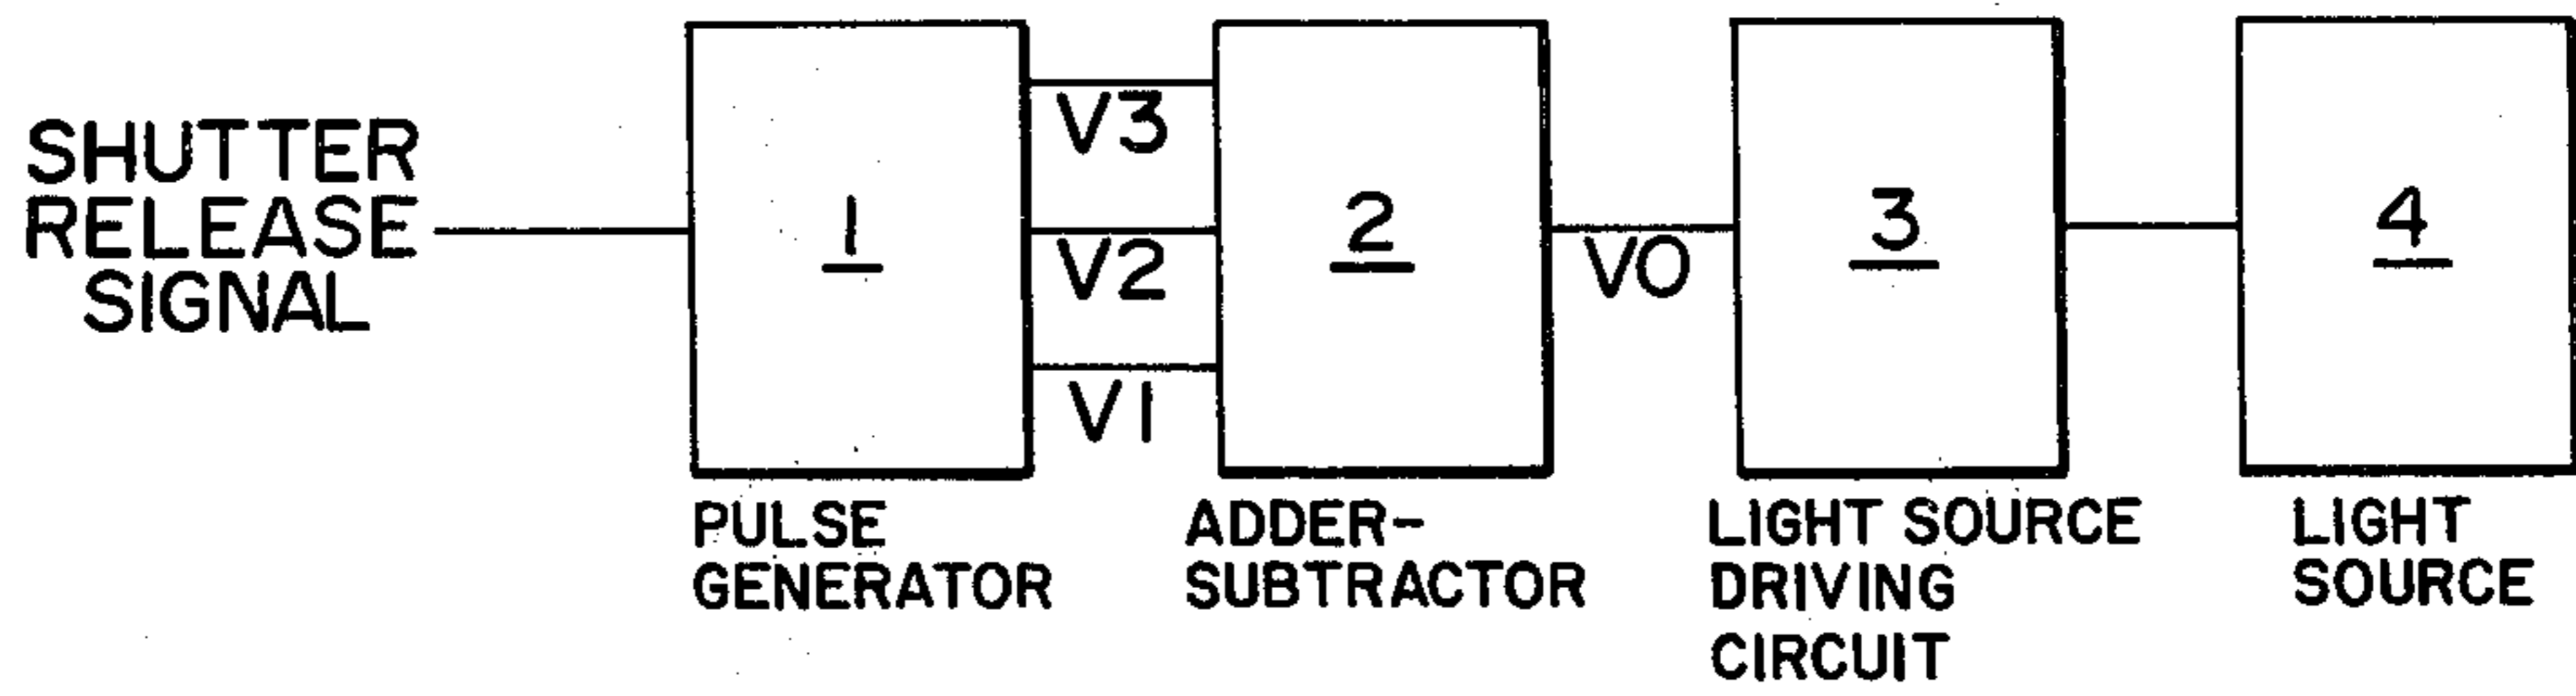 SHUTTER
RELEASE
SIGNAL
1
V3
V2
V1
2
V0
3
4
PULSE
GENERATOR
ADDER-
SUBTRACTOR
LIGHT SOURCE
DRIVING
CIRCUIT
LIGHT
SOURCE